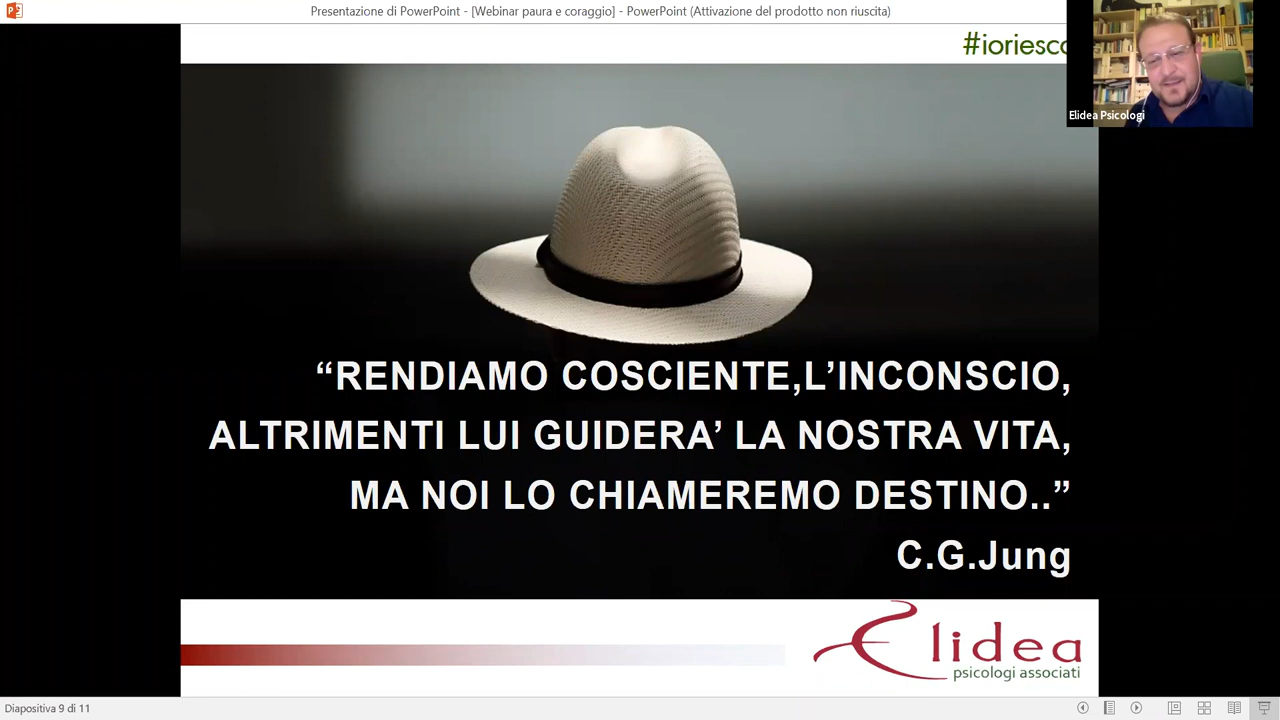 Presentazione di PowerPoint - [Webinar paura e coraggio] - PowerPoint (Attivazione del prodotto non riuscita)
#ioriesco
Elidea Psicologi
“RENDIAMO COSCIENTE,L’INCONSCIO,
ALTRIMENTI LUI GUIDERA’ LA NOSTRA VITA,
MA NOI LO CHIAMEREMO DESTINO..”
C.G.Jung
Elidea
psicologi associati
Diapositiva 9 di 11